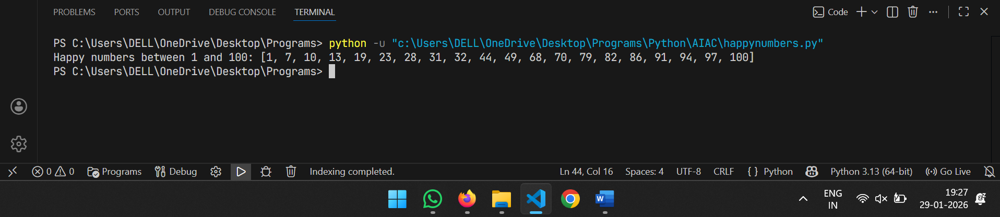 PROBLEMS PORTS OUTPUT DEBUG CONSOLE TERMINAL Code
PS C:\Users\DELL\OneDrive\Desktop\Programs> python -u "c:\Users\DELL\OneDrive\Desktop\Programs\Python\AIAC\happynumbers.py"
Happy numbers between 1 and 100: [1, 7, 10, 13, 19, 23, 28, 31, 32, 44, 49, 68, 70, 79, 82, 86, 91, 94, 97, 100]
PS C:\Users\DELL\OneDrive\Desktop\Programs>
0 0 Programs Debug Indexing completed. Ln 44, Col 16 Spaces: 4 UTF-8 CRLF { } Python Python 3.13 (64-bit) Go Live
W
ENG
IN
19:27
29-01-2026